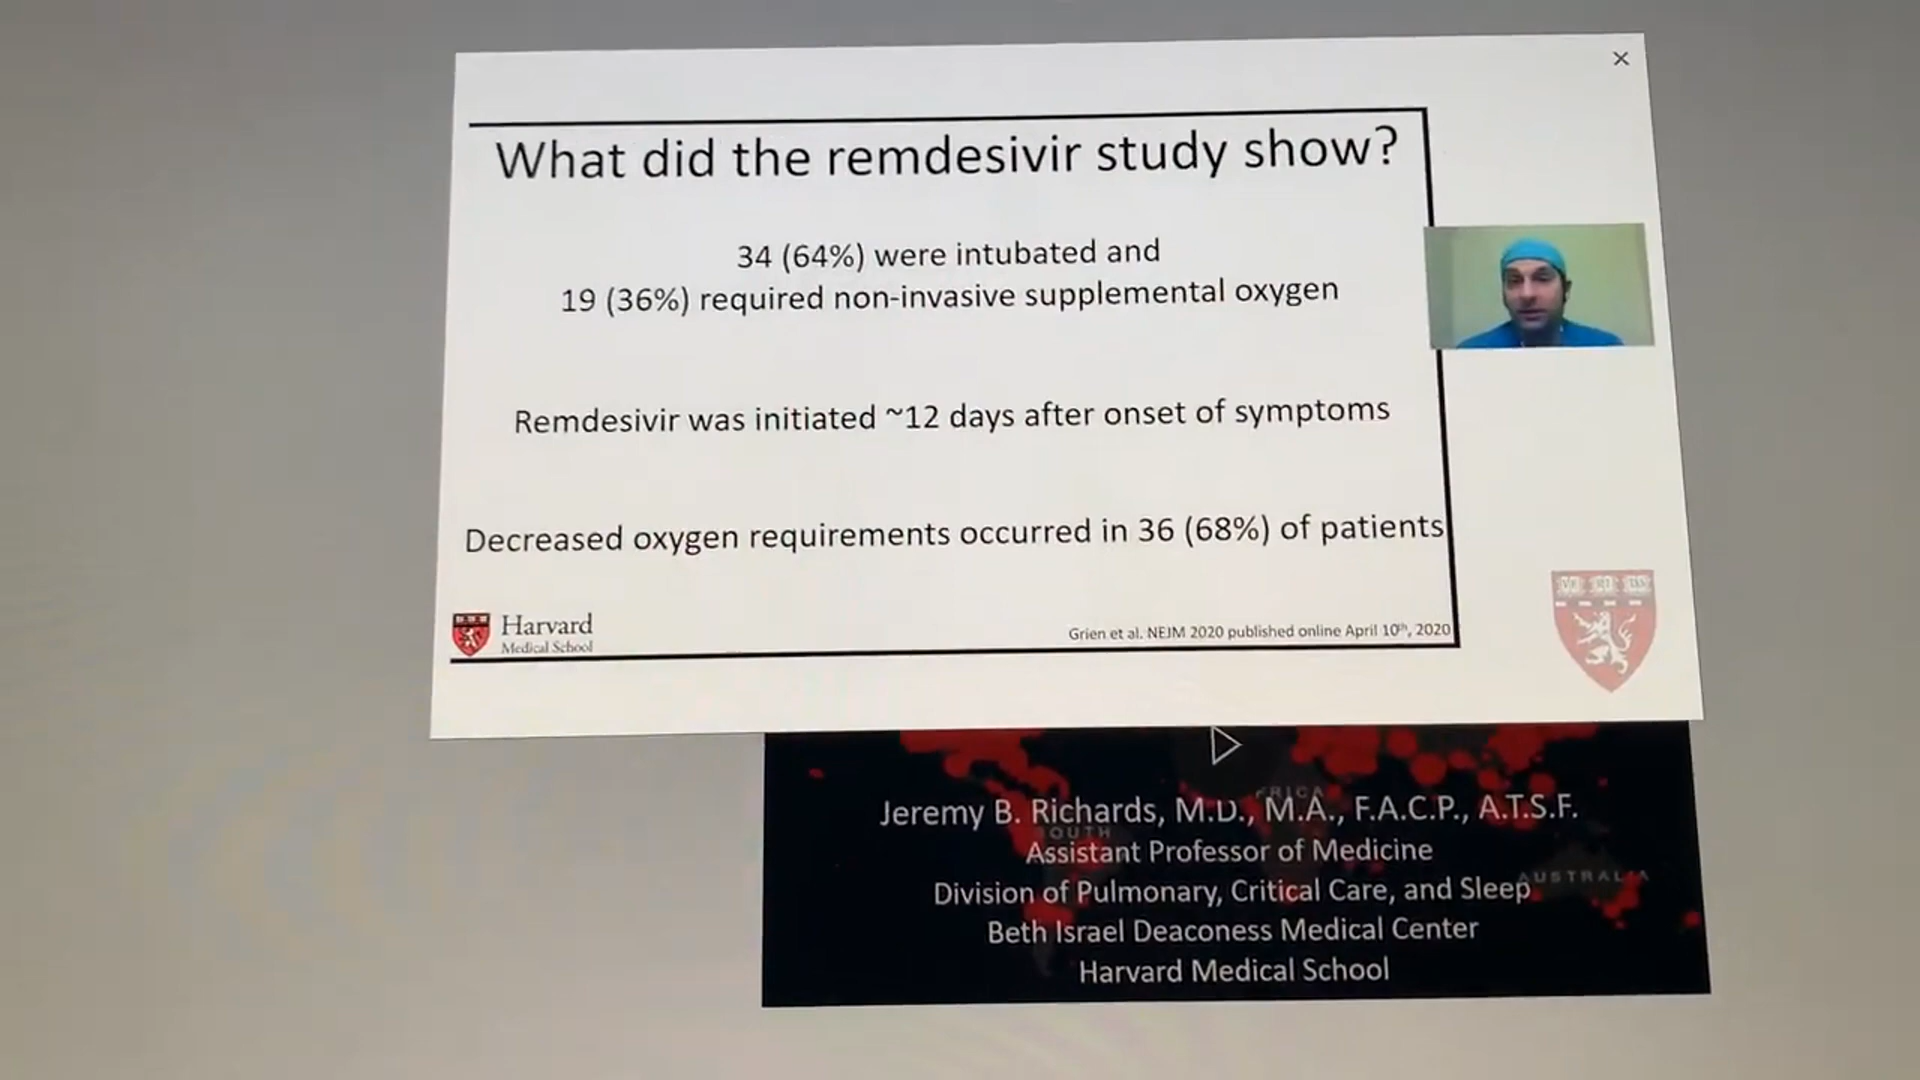 What did the remdesivir study show?
34 (64%) were intubated and
19 (36%) required non-invasive supplemental oxygen
Remdesivir was initiated ~12 days after onset of symptoms
Decreased oxygen requirements occurred in 36 (68%) of patients
Harvard
Medical School
Grien et al. NEJM 2020 published online April 10th, 2020
Jeremy B. Richards, M.D., M.A., F.A.C.P., A.T.S.F.
SOUTH
Assistant Professor of Medicine
AUSTRALIA
Division of Pulmonary, Critical Care, and Sleep
Beth Israel Deaconess Medical Center
Harvard Medical School